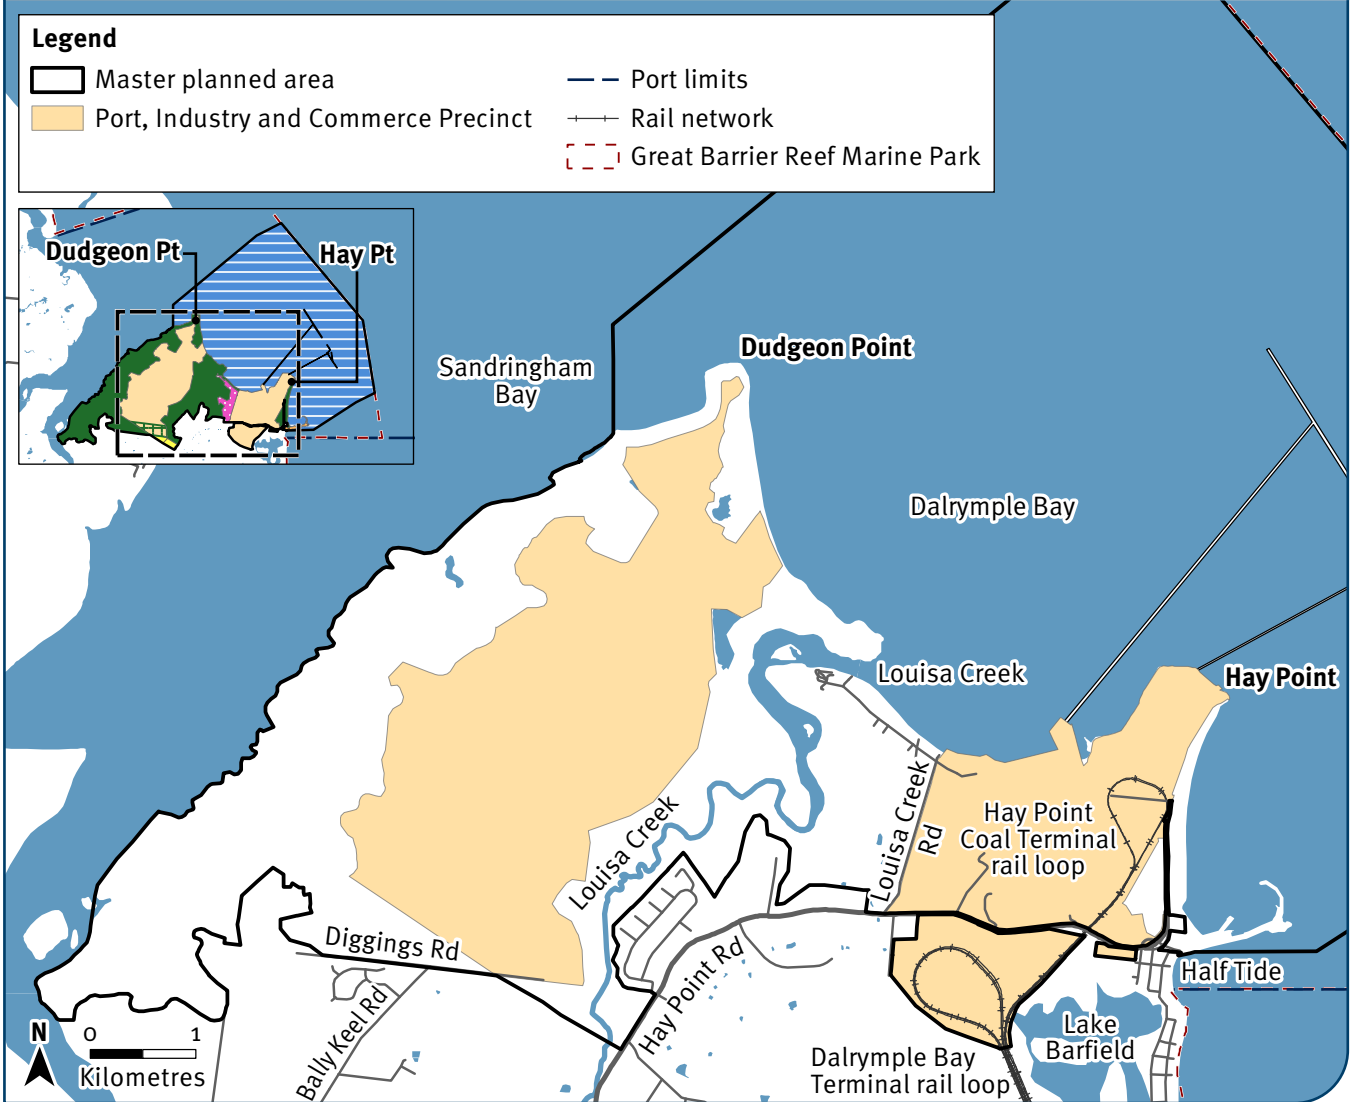 Legend
Master planned area
Port, Industry and Commerce Precinct
Port limits
Rail network
Great Barrier Reef Marine Park
Dudgeon Pt
Hay Pt
Sandringham
Bay
Dudgeon Point
Dalrymple Bay
Louisa Creek
Hay Point
Louisa Creek
Rd
Hay Point
Coal Terminal
rail loop
Louisa Creek
Diggings Rd
Hay Point Rd
Bally Keel Rd
Half Tide
Lake
Barfield
Dalrymple Bay
Terminal rail loop
N
0 1
Kilometres